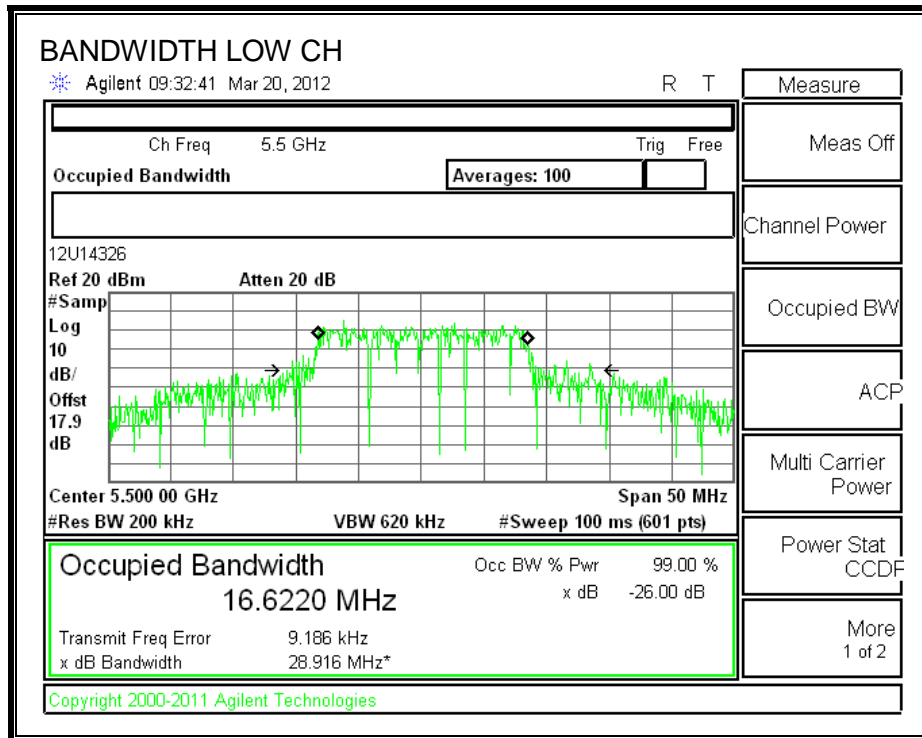 BANDWIDTH LOW CH
Agilent 09:32:41 Mar 20, 2012 R T
Measure
Ch Freq 5.5 GHz Trig Free
Meas Off
Occupied Bandwidth Averages: 100
Channel Power
12U14326
Ref 20 dBm Atten 20 dB
#Samp
Log
10
dB/
Offst
17.9
dB
Occupied BW
ACP
Multi Carrier
Power
Center 5.500 00 GHz Span 50 MHz
#Res BW 200 kHz VBW 620 kHz #Sweep 100 ms (601 pts)
Power Stat
CCDF
Occupied Bandwidth Occ BW % Pwr 99.00 %
16.6220 MHz x dB -26.00 dB
Transmit Freq Error 9.186 kHz
x dB Bandwidth 28.916 MHz*
More
1 of 2
Copyright 2000-2011 Agilent Technologies